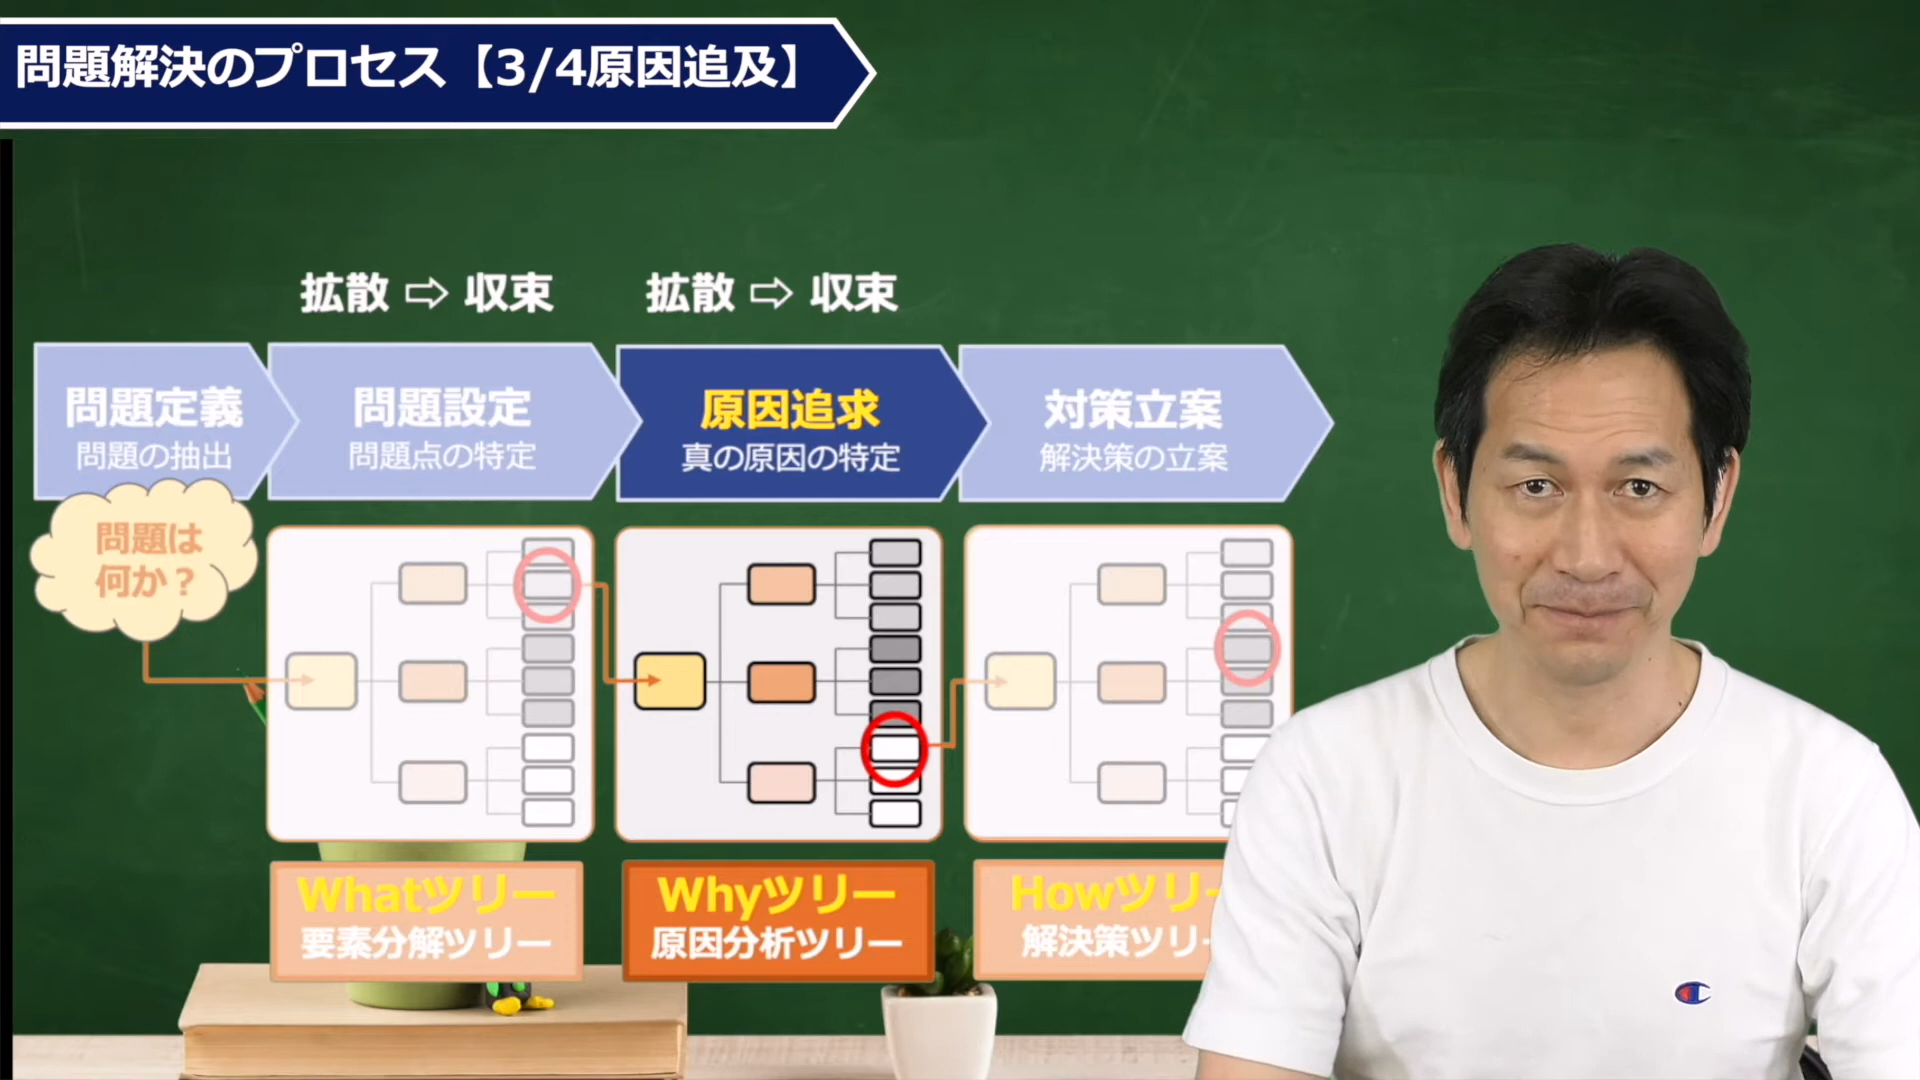 問題解決のプロセス【3/4原因追及】
拡散 ⇨ 収束
拡散 ⇨ 収束
問題定義
問題の抽出
問題設定
問題点の特定
原因追求
真の原因の特定
対策立案
解決策の立案
問題は
何か？
Whatツリー
要素分解ツリー
Whyツリー
原因分析ツリー
Howツリー
解決策ツリー